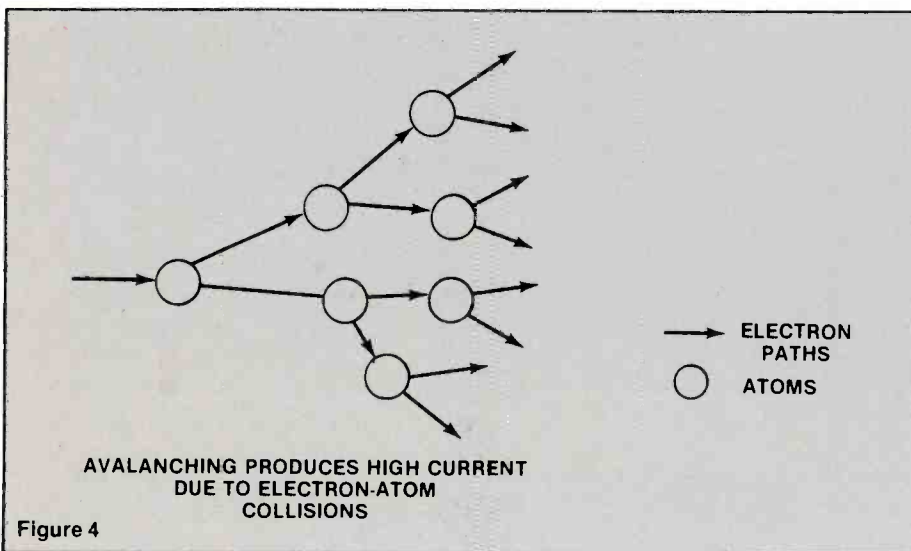 ELECTRON
PATHS
ATOMS
AVALANCHING PRODUCES HIGH CURRENT
DUE TO ELECTRON-ATOM
COLLISIONS
Figure 4